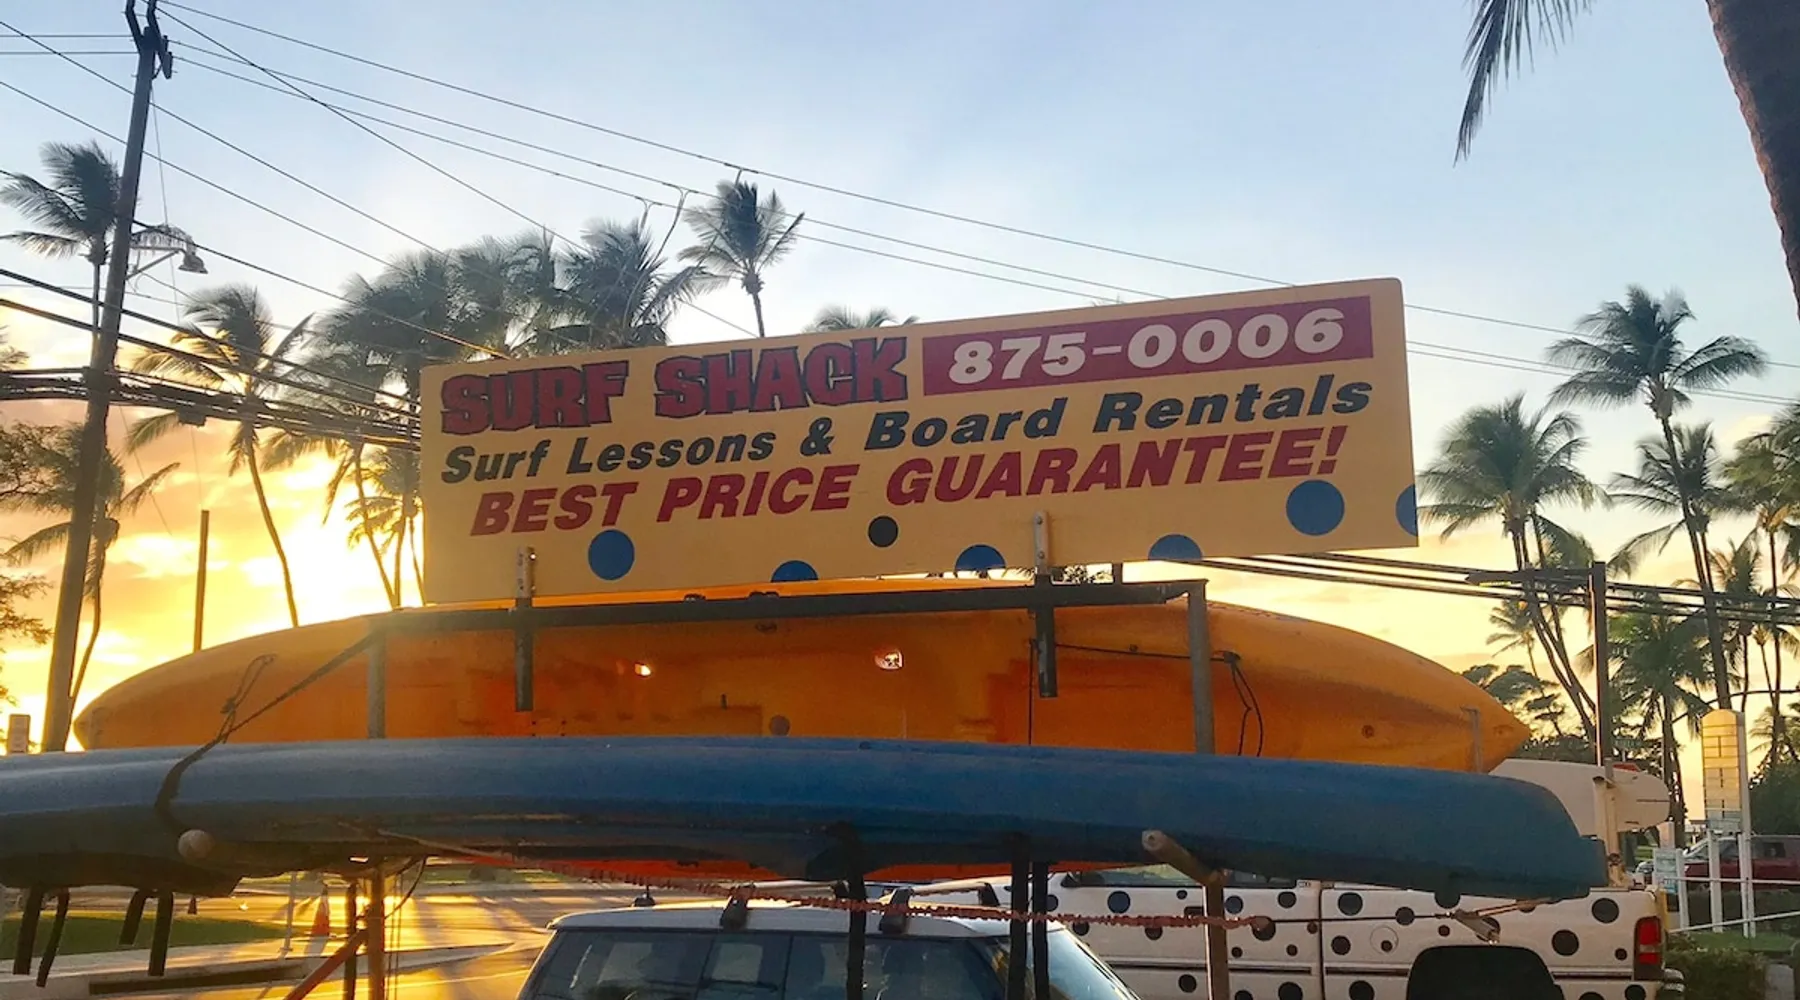 SURF SHACK 875-0006
Surf Lessons & Board Rentals
BEST PRICE GUARANTEE!